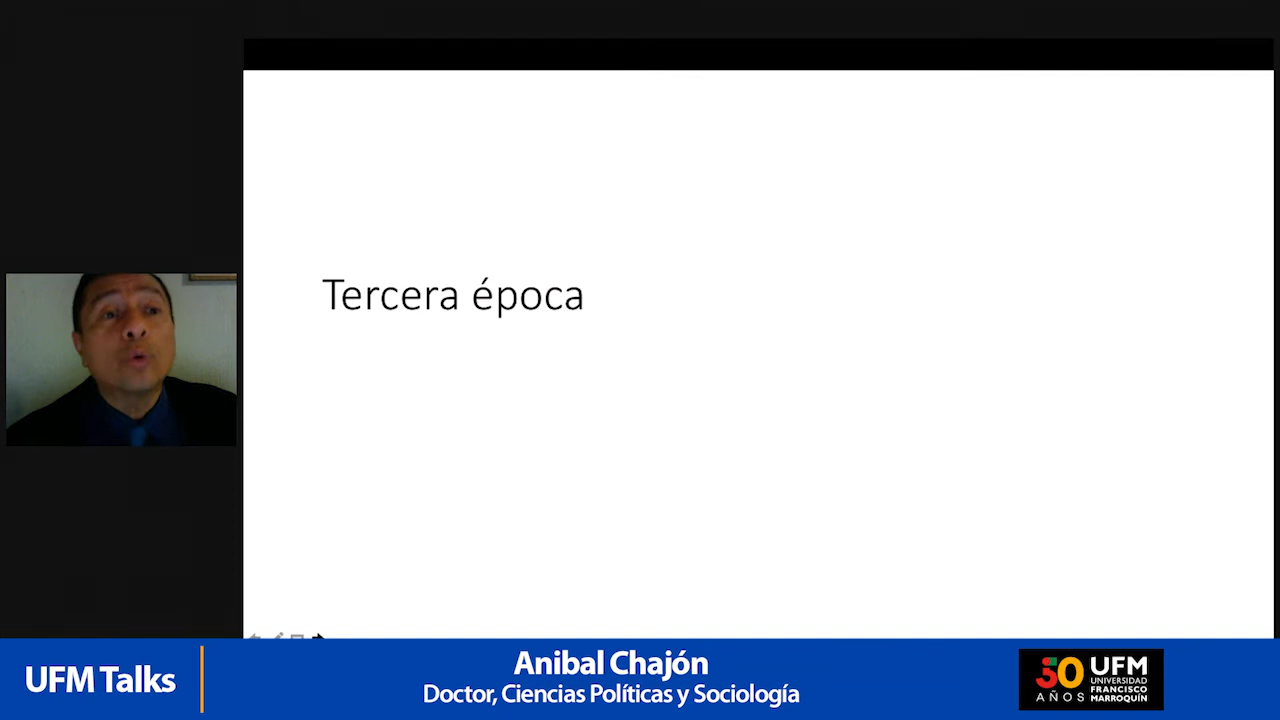 Tercera época
UFM Talks
Anibal Chajón
Doctor, Ciencias Políticas y Sociología
50
AÑOS
UFM
UNIVERSIDAD
FRANCISCO
MARROQUÍN